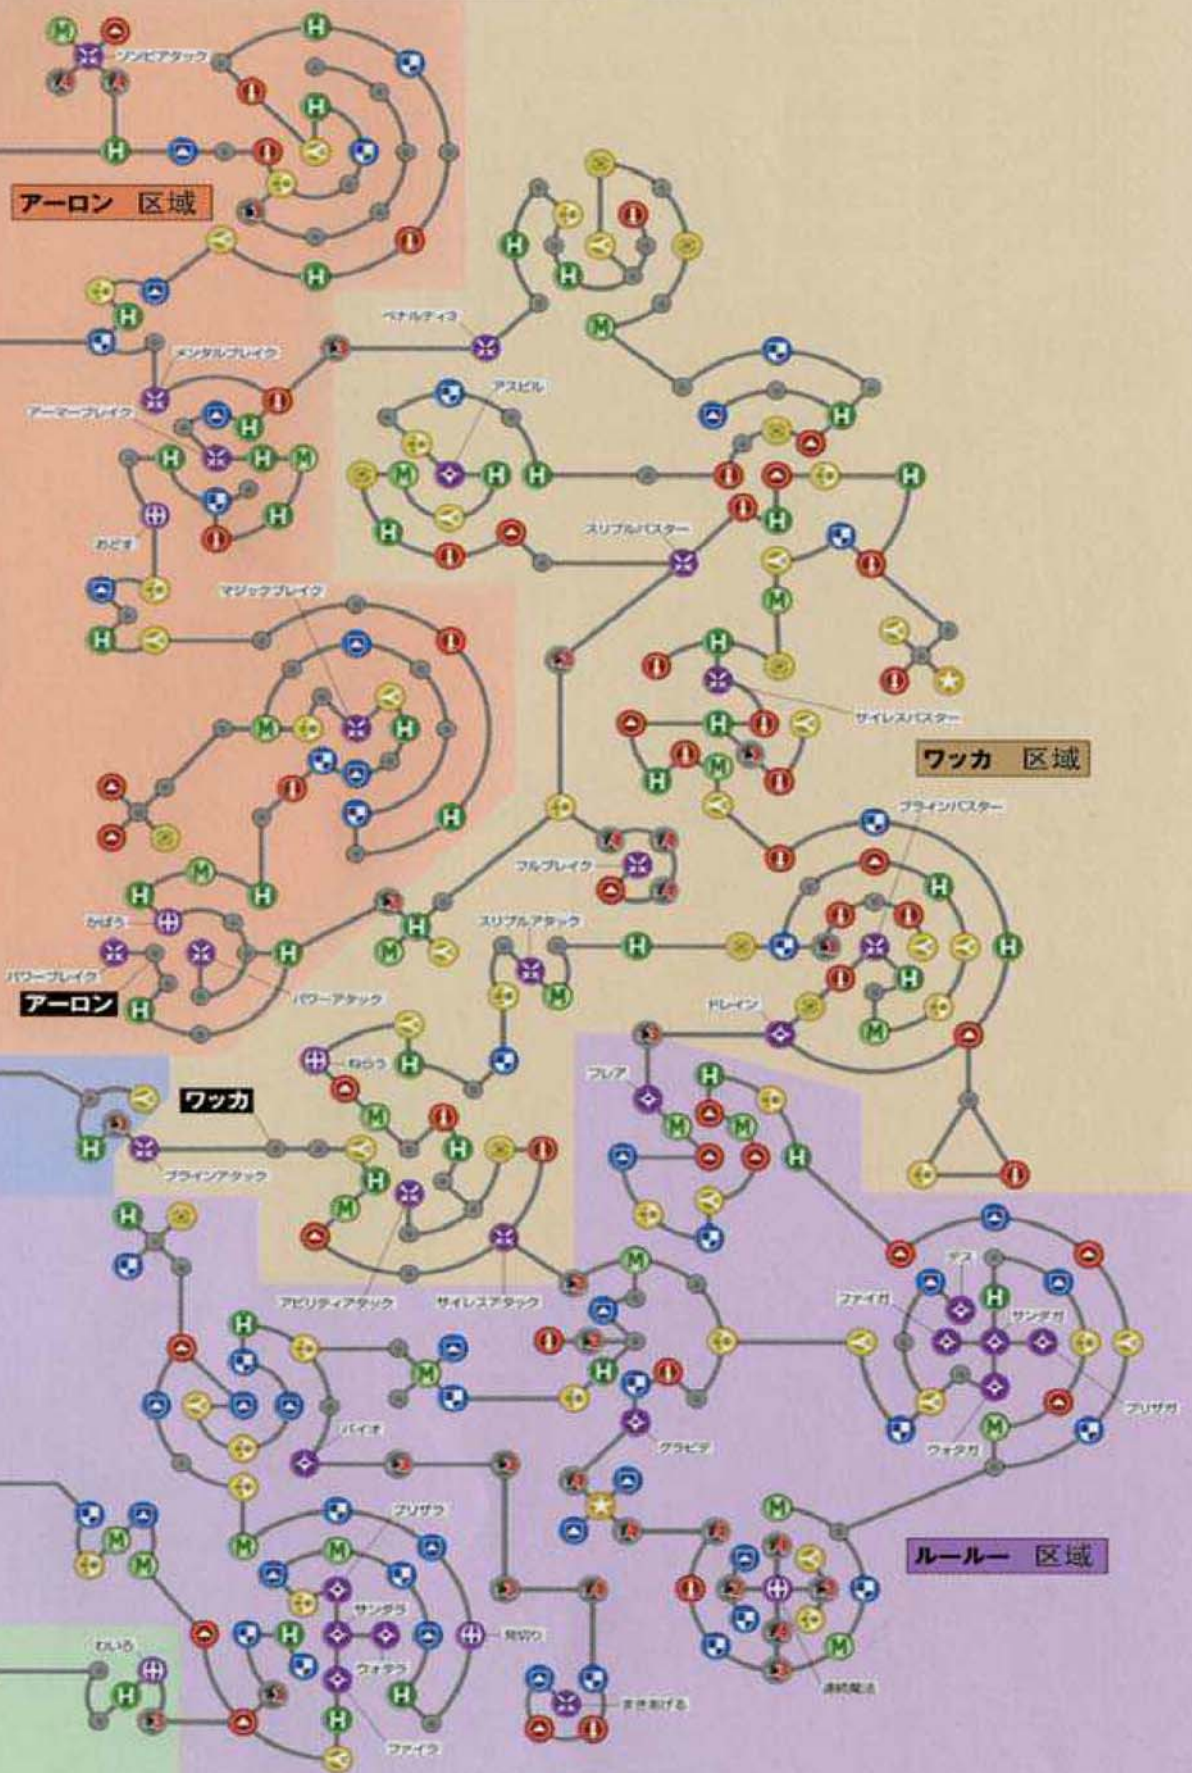 ゾンビアタック
アーロン 区域
ペナルティ3
メンタルブレイク
アスピル
アーマーブレイク
スリプルバスター
おどす
マジックブレイク
サイレスバスター
ワッカ 区域
ブラインバスター
フルブレイク
かばう
スリプルアタック
パワーブレイク
パワーアタック
アーロン
ドレイン
ねらう
フレア
ワッカ
ブラインアタック
デス
アビリティアタック
サイレスアタック
ファイガ
サンダガ
ブリザガ
バイオ
グラビデ
ウォタガ
ブリザラ
ルールー 区域
サンダラ
見切り
わいろ
ウォタラ
連続魔法
まきあげる
ファイラ